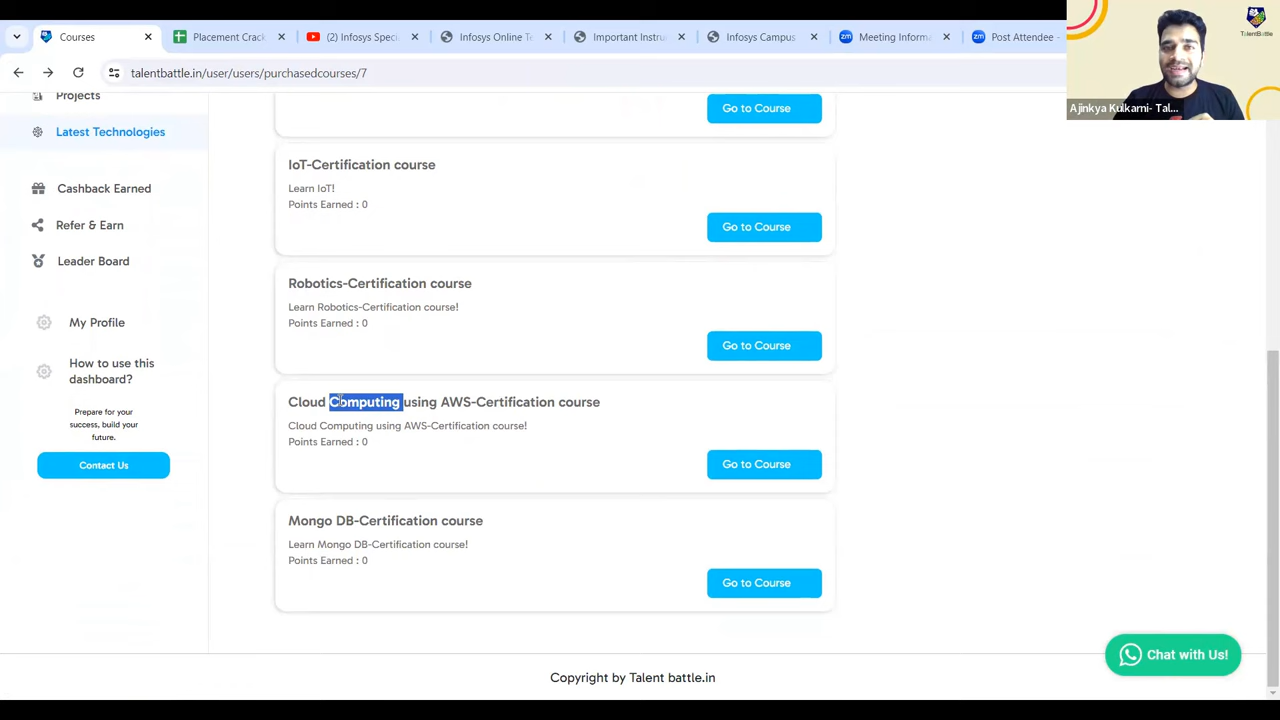 Courses
Placement Crack
(2) Infosys Speci
Infosys Online Te
Important Instru
Infosys Campus
Meeting Informa
Post Attendee -
talentbattle.in/user/users/purchasedcourses/7
TalentBattle
Ajinkya Kulkarni- Tal...
Projects
Latest Technologies
Cashback Earned
Refer & Earn
Leader Board
My Profile
How to use this
dashboard?
Prepare for your
success, build your
future.
Contact Us
Go to Course
IoT-Certification course
Learn IoT!
Points Earned : 0
Go to Course
Robotics-Certification course
Learn Robotics-Certification course!
Points Earned : 0
Go to Course
Cloud Computing using AWS-Certification course
Cloud Computing using AWS-Certification course!
Points Earned : 0
Go to Course
Mongo DB-Certification course
Learn Mongo DB-Certification course!
Points Earned : 0
Go to Course
Chat with Us!
Copyright by Talent battle.in